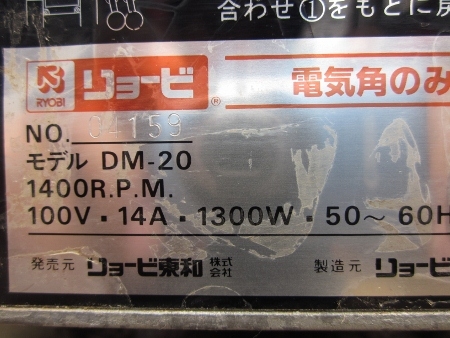 合わせ①をもとに戻
RYOBI リョービ® 電気角のみ
NO. 04159
モデル DM-20
1400R.P.M.
100V・14A・1300W・50～60H
発売元 リョービ東和 株式会社 製造元 リョービ